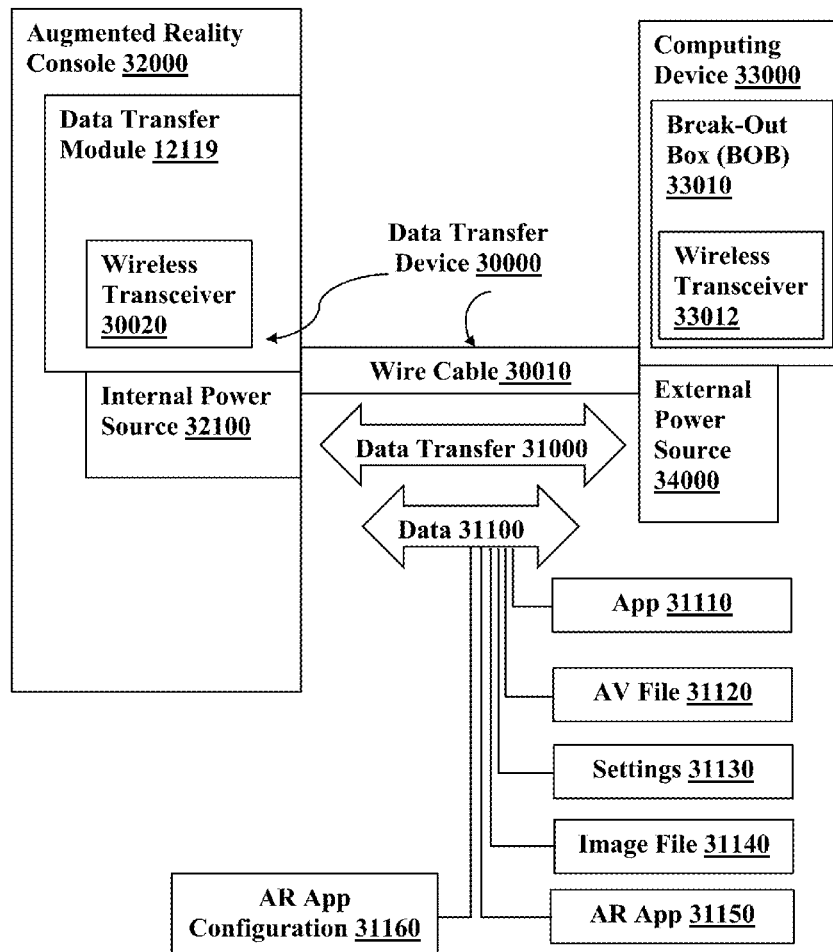 Augmented Reality
Console 32000
Data Transfer
Module 12119
Wireless
Transceiver
30020
Internal Power
Source 32100
Data Transfer
Device 30000
Wire Cable 30010
Computing
Device 33000
Break-Out
Box (BOB)
33010
Wireless
Transceiver
33012
External
Power
Source
34000
Data Transfer 31000
Data 31100
App 31110
AV File 31120
Settings 31130
Image File 31140
AR App 31150
AR App
Configuration 31160